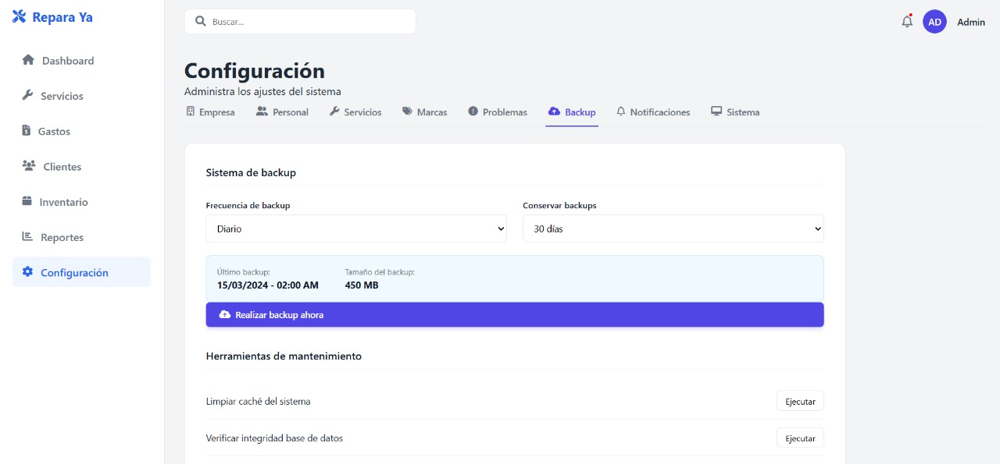 Repara Ya
Buscar...
AD
Admin
Dashboard
Servicios
Gastos
Clientes
Inventario
Reportes
Configuración
Configuración
Administra los ajustes del sistema
Empresa Personal Servicios Marcas Problemas Backup Notificaciones Sistema
Sistema de backup
Frecuencia de backup
Diario
Conservar backups
30 días
Último backup:
15/03/2024 - 02:00 AM
Tamaño del backup:
450 MB
Realizar backup ahora
Herramientas de mantenimiento
Limpiar caché del sistema Ejecutar
Verificar integridad base de datos Ejecutar